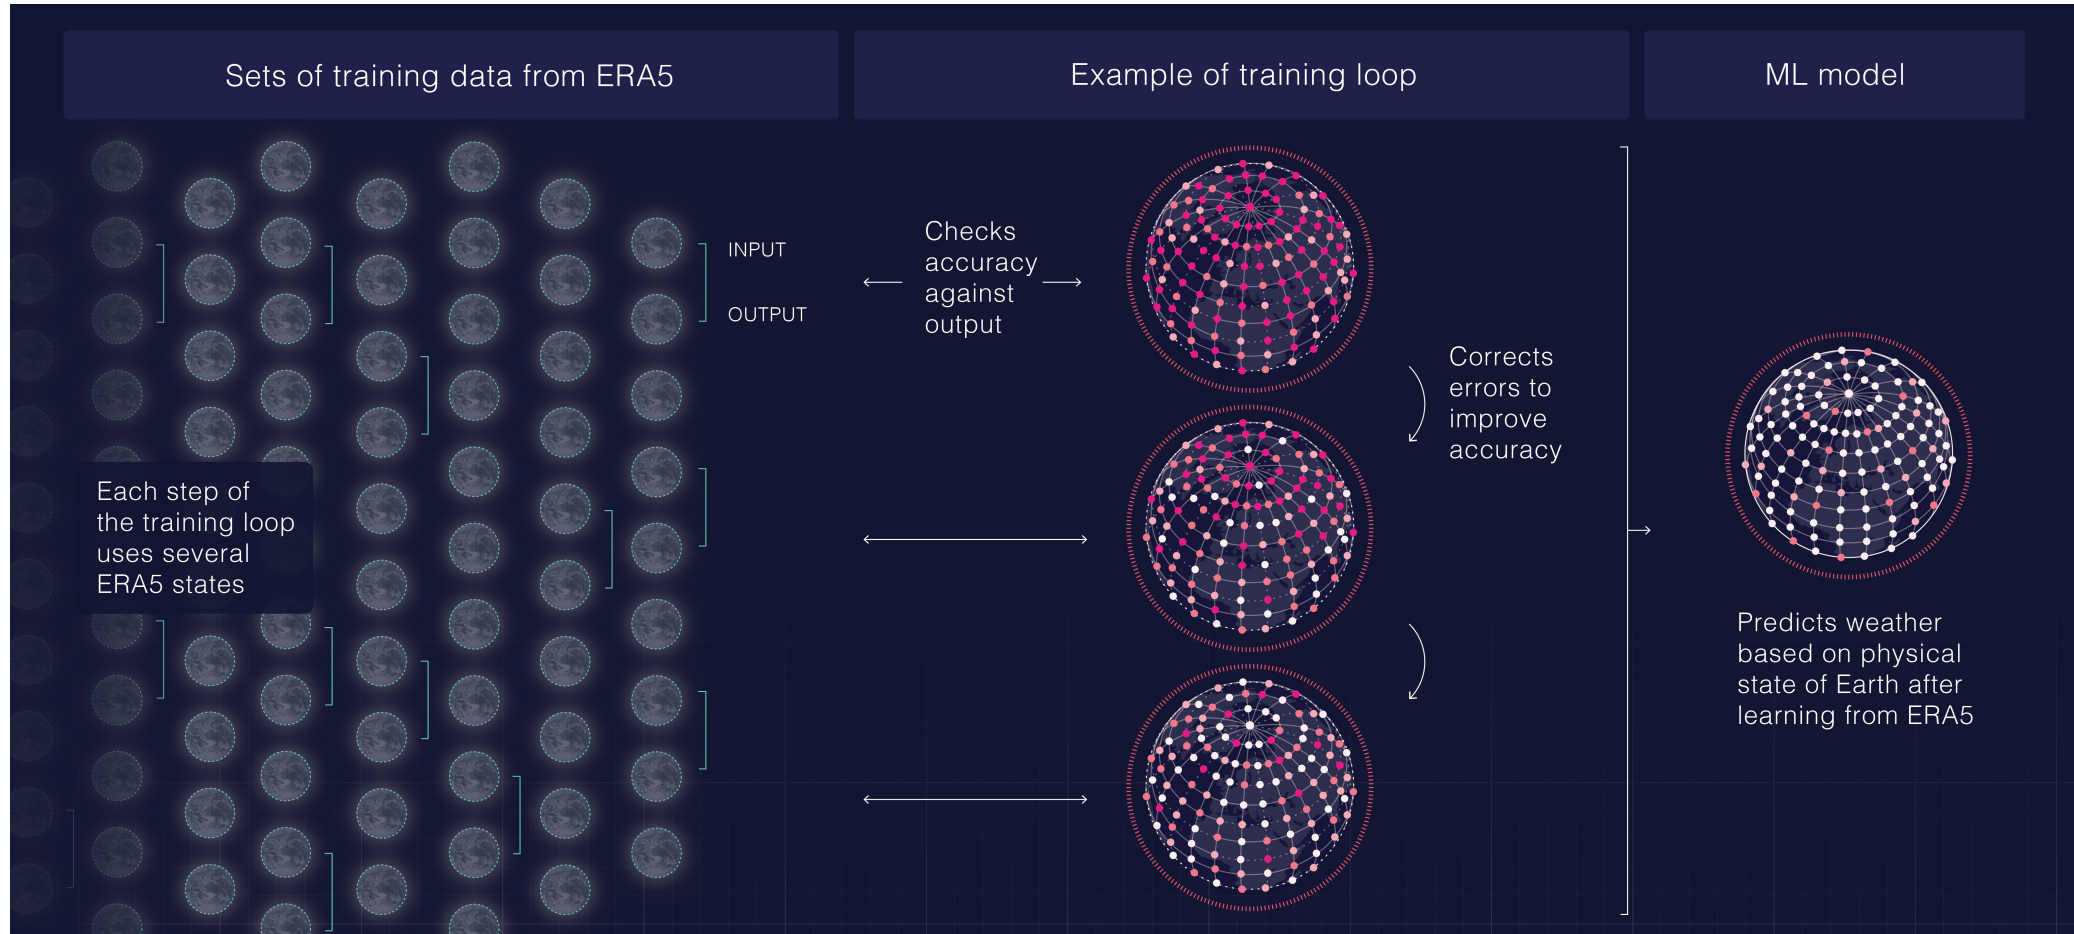 Sets of training data from ERA5
Example of training loop
ML model
INPUT
OUTPUT
Checks
accuracy
against
output
Corrects
errors to
improve
accuracy
Each step of
the training loop
uses several
ERA5 states
Predicts weather
based on physical
state of Earth after
learning from ERA5